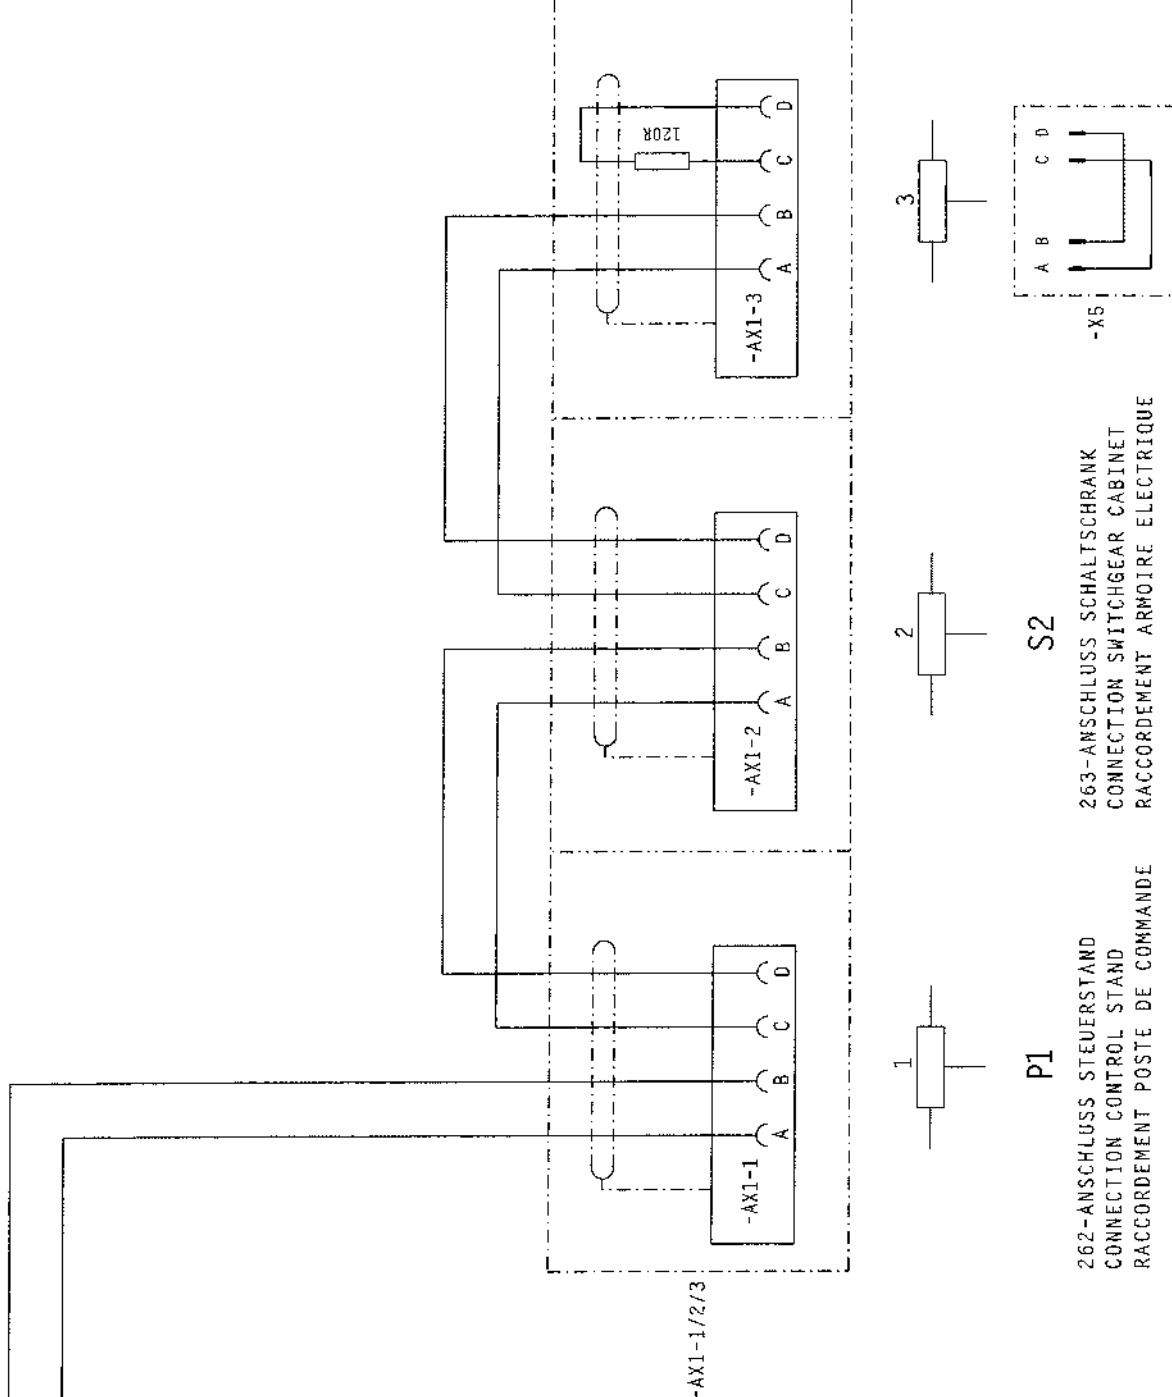 -AX1-1/2/3
-AX1-1
A
B
C
D
-AX1-2
A
B
C
D
-AX1-3
A
B
C
D
120R
1
2
3
P1
S2
262-ANSCHLUSS STEUERSTAND
CONNECTION CONTROL STAND
RACCORDEMENT POSTE DE COMMANDE
263-ANSCHLUSS SCHALTSCHRANK
CONNECTION SWITCHGEAR CABINET
RACCORDEMENT ARMOIRE ELECTRIQUE
-X5
A
B
C
D